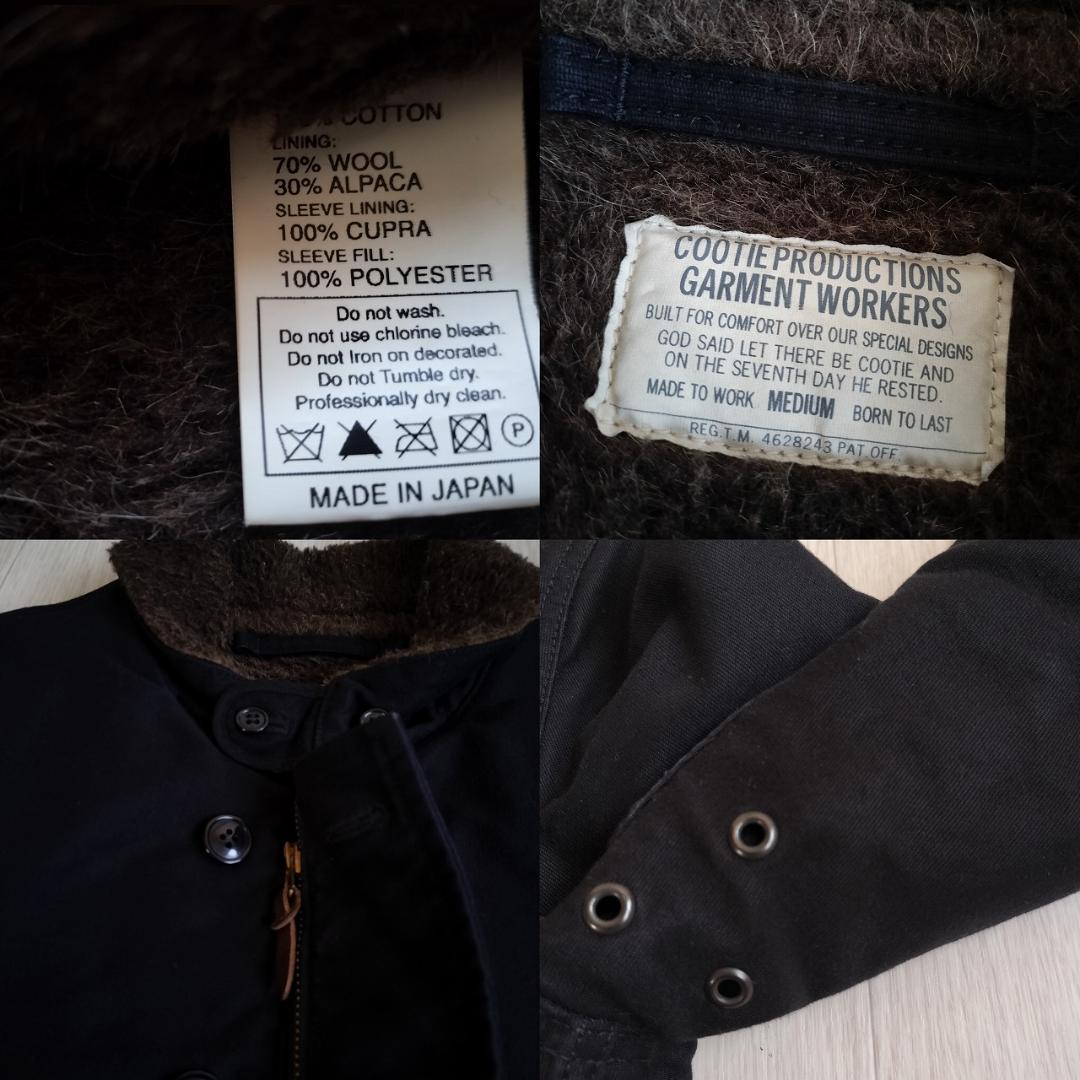 COTTON
LINING:
70% WOOL
30% ALPACA
SLEEVE LINING:
100% CUPRA
SLEEVE FILL:
100% POLYESTER
Do not wash.
Do not use chlorine bleach.
Do not Iron on decorated.
Do not Tumble dry.
Professionally dry clean.
P
MADE IN JAPAN
COOTIE PRODUCTIONS
GARMENT WORKERS
BUILT FOR COMFORT OVER OUR SPECIAL DESIGNS
GOD SAID LET THERE BE COOTIE AND
ON THE SEVENTH DAY HE RESTED.
MADE TO WORK MEDIUM BORN TO LAST
REG.T.M. 4628243 PAT.OFF.